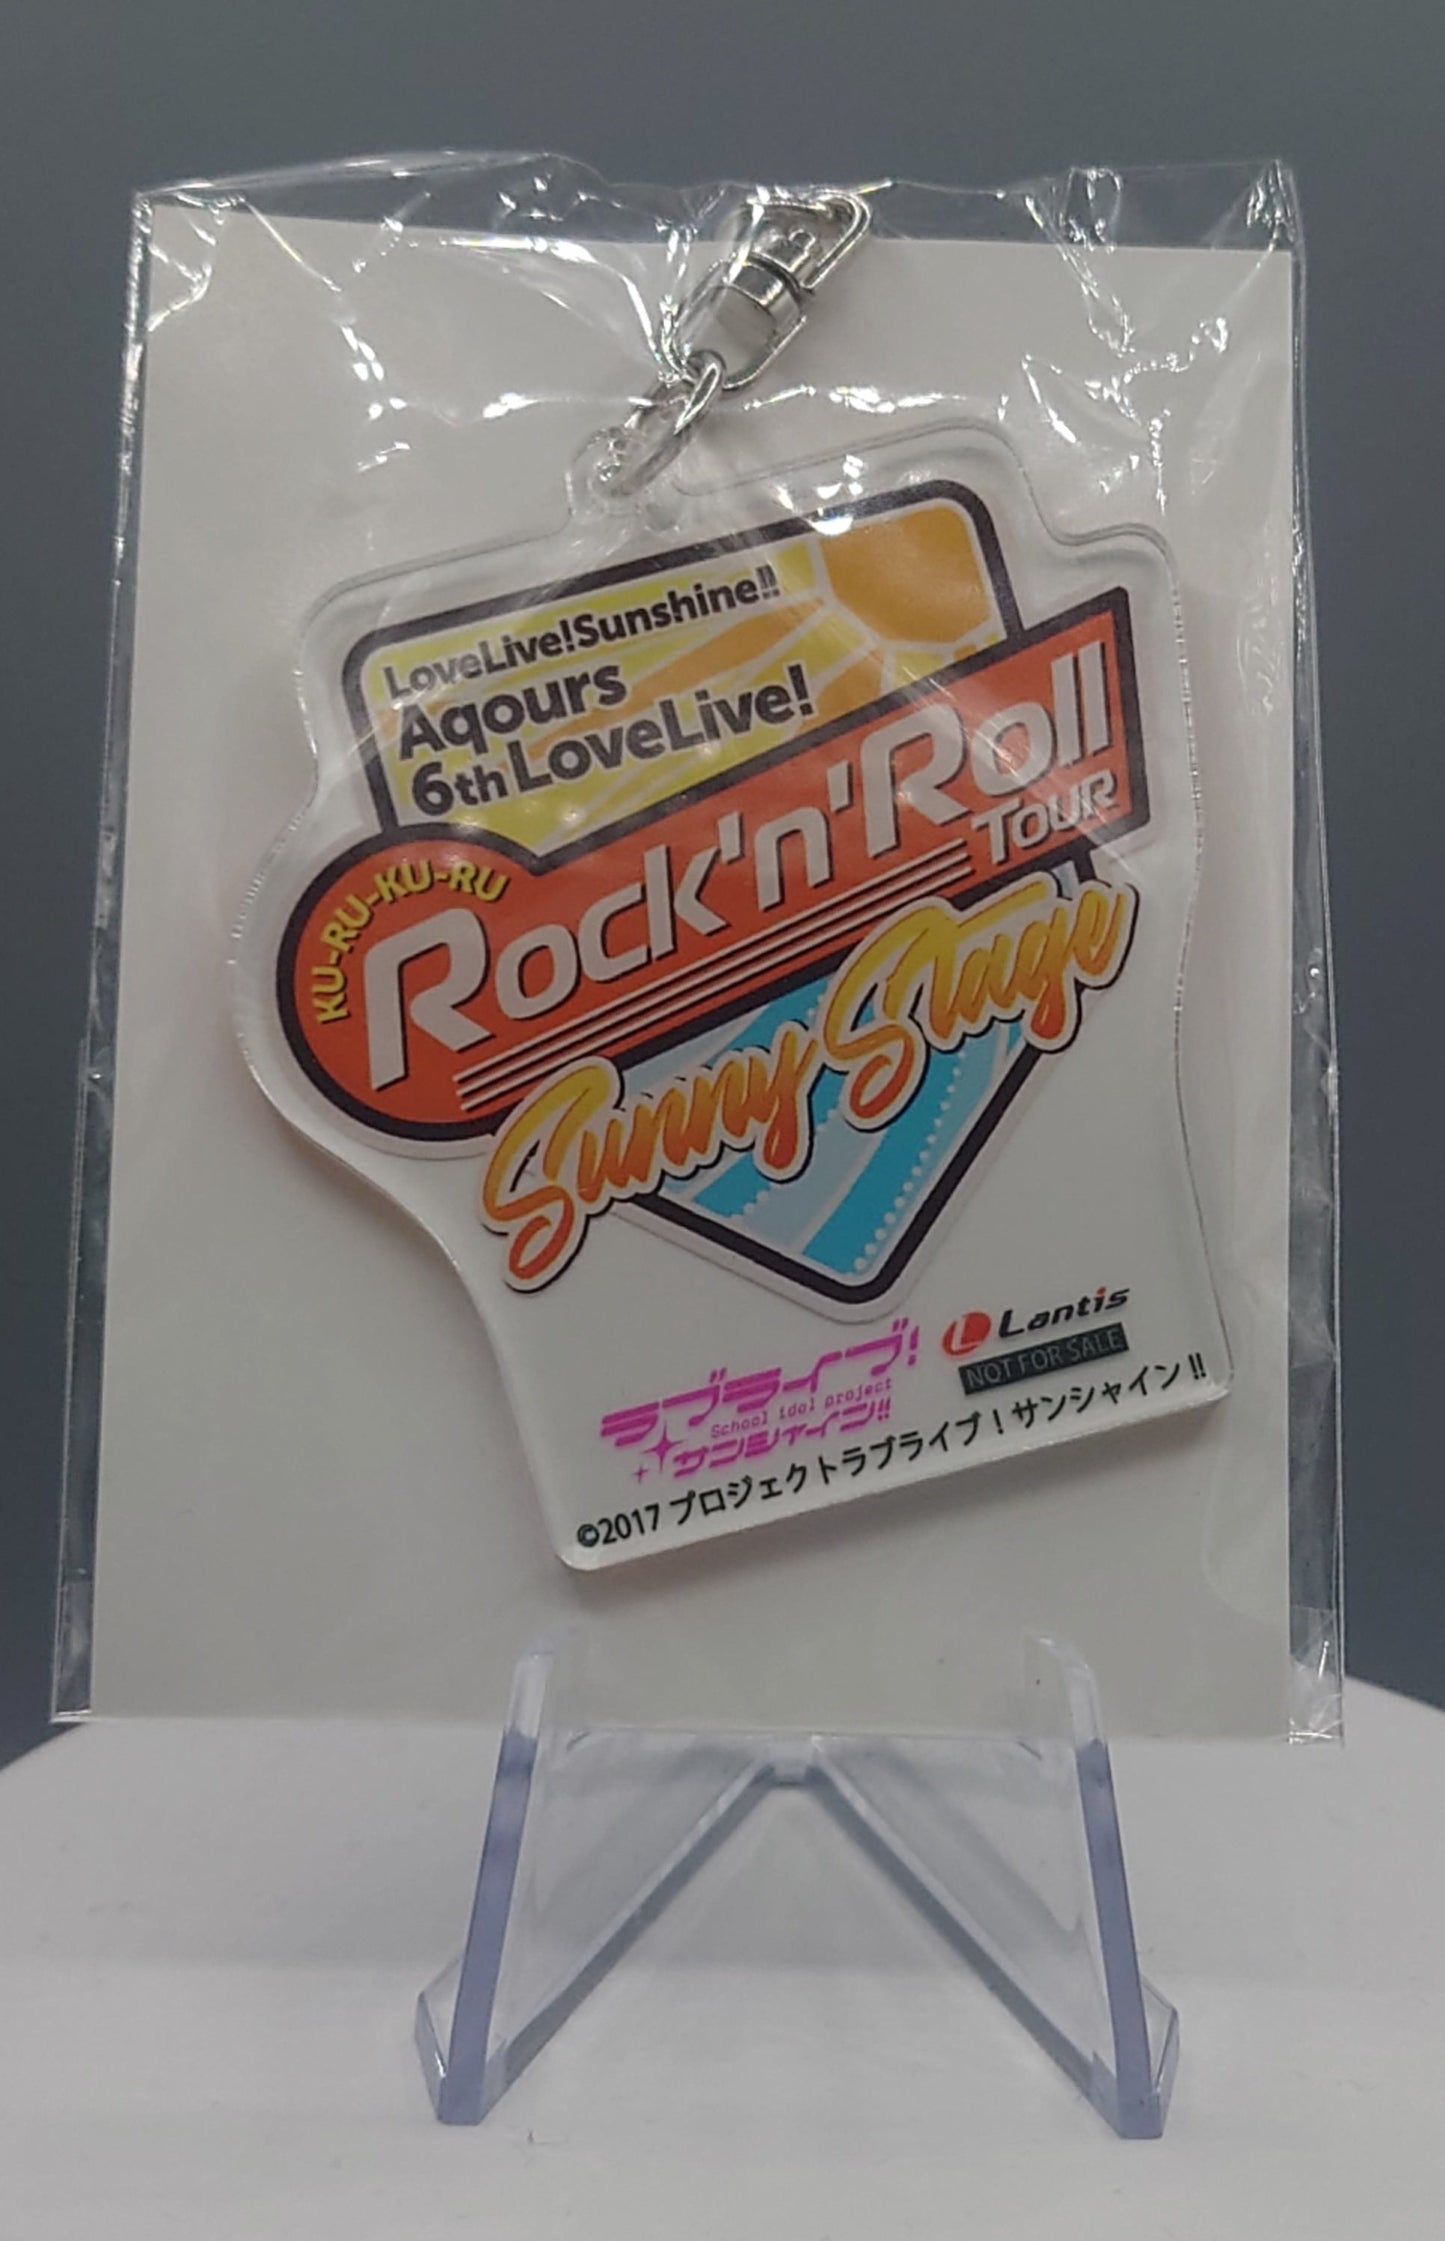 LoveLive!Sunshine!!
Aqours
6th LoveLive!
KU-RU-KU-RU
Rock'n'Roll
TOUR
Sunny Stage
Lantis
NOT FOR SALE
ラブライブ!
School idol project
サンシャイン!!
©2017 プロジェクトラブライブ！サンシャイン!!